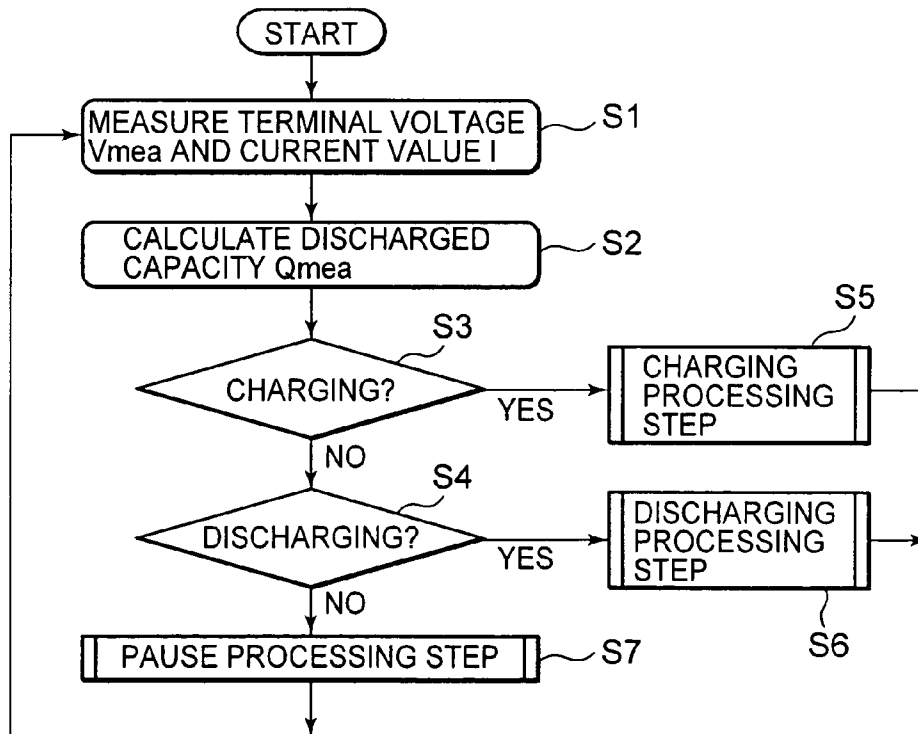 START
MEASURE TERMINAL VOLTAGE
Vmea AND CURRENT VALUE I
S1
CALCULATE DISCHARGED
CAPACITY Qmea
S2
S3
CHARGING?
YES
NO
S5
CHARGING
PROCESSING
STEP
S4
DISCHARGING?
YES
NO
DISCHARGING
PROCESSING
STEP
S6
PAUSE PROCESSING STEP
S7